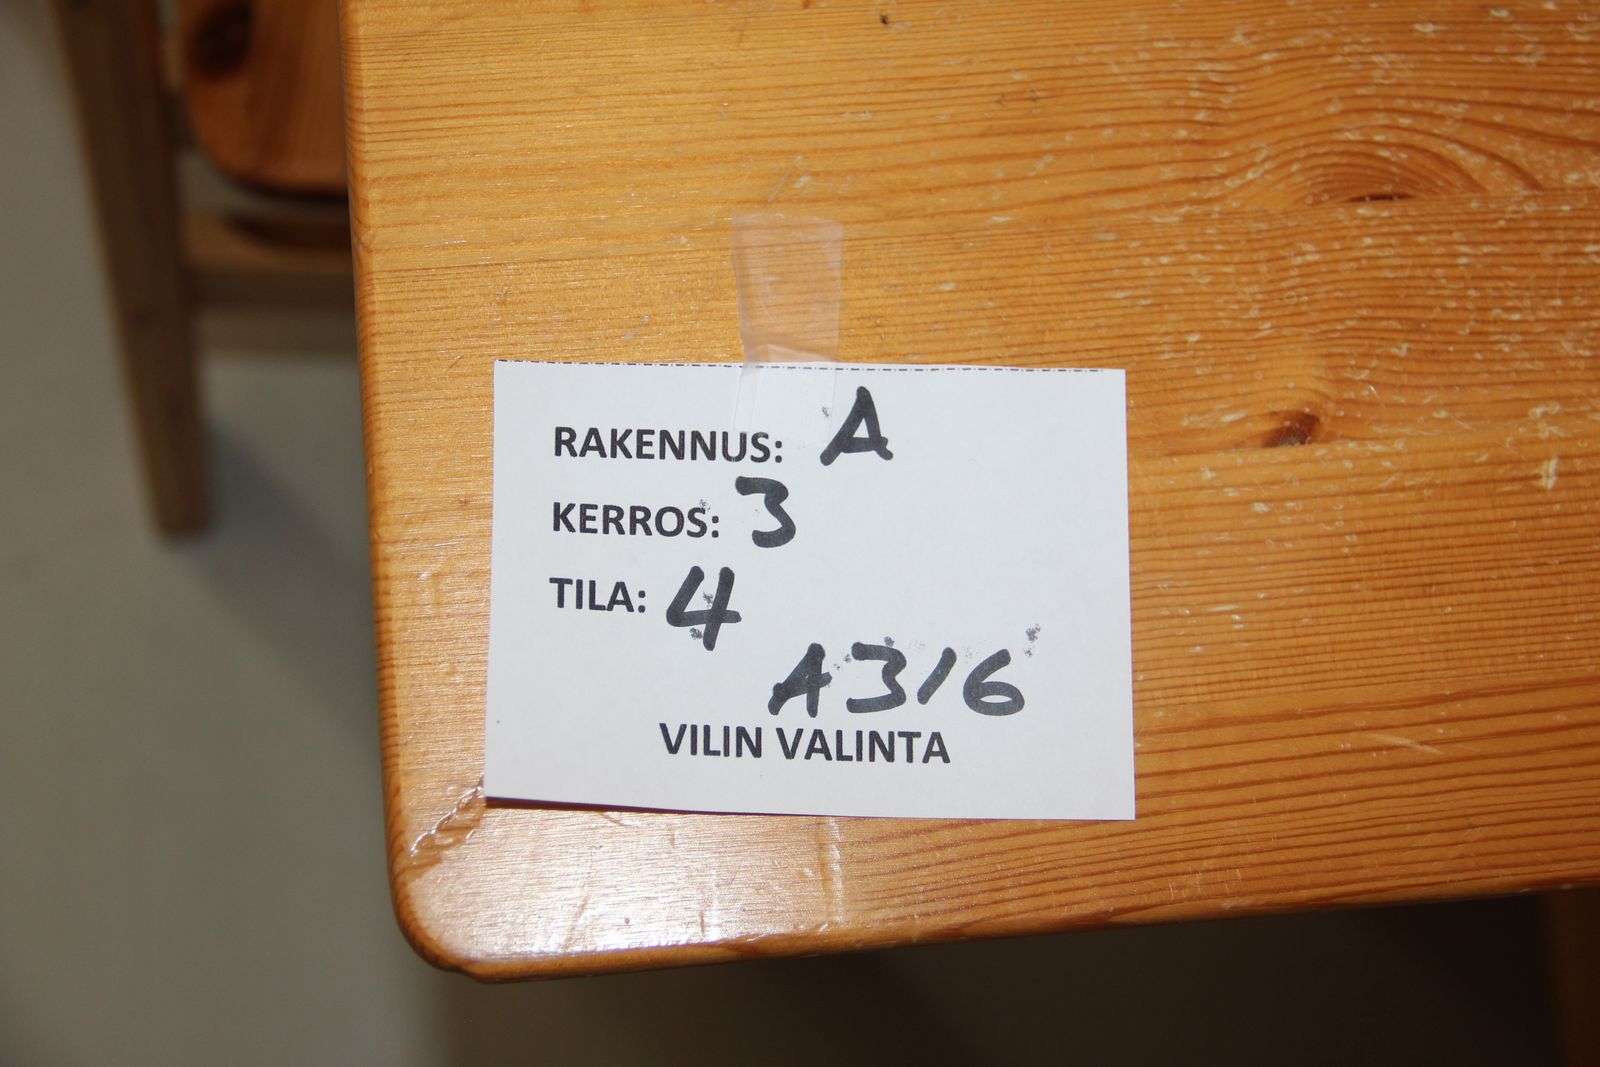 RAKENNUS: A
KERROS: 3
TILA: 4
A316
VILIN VALINTA